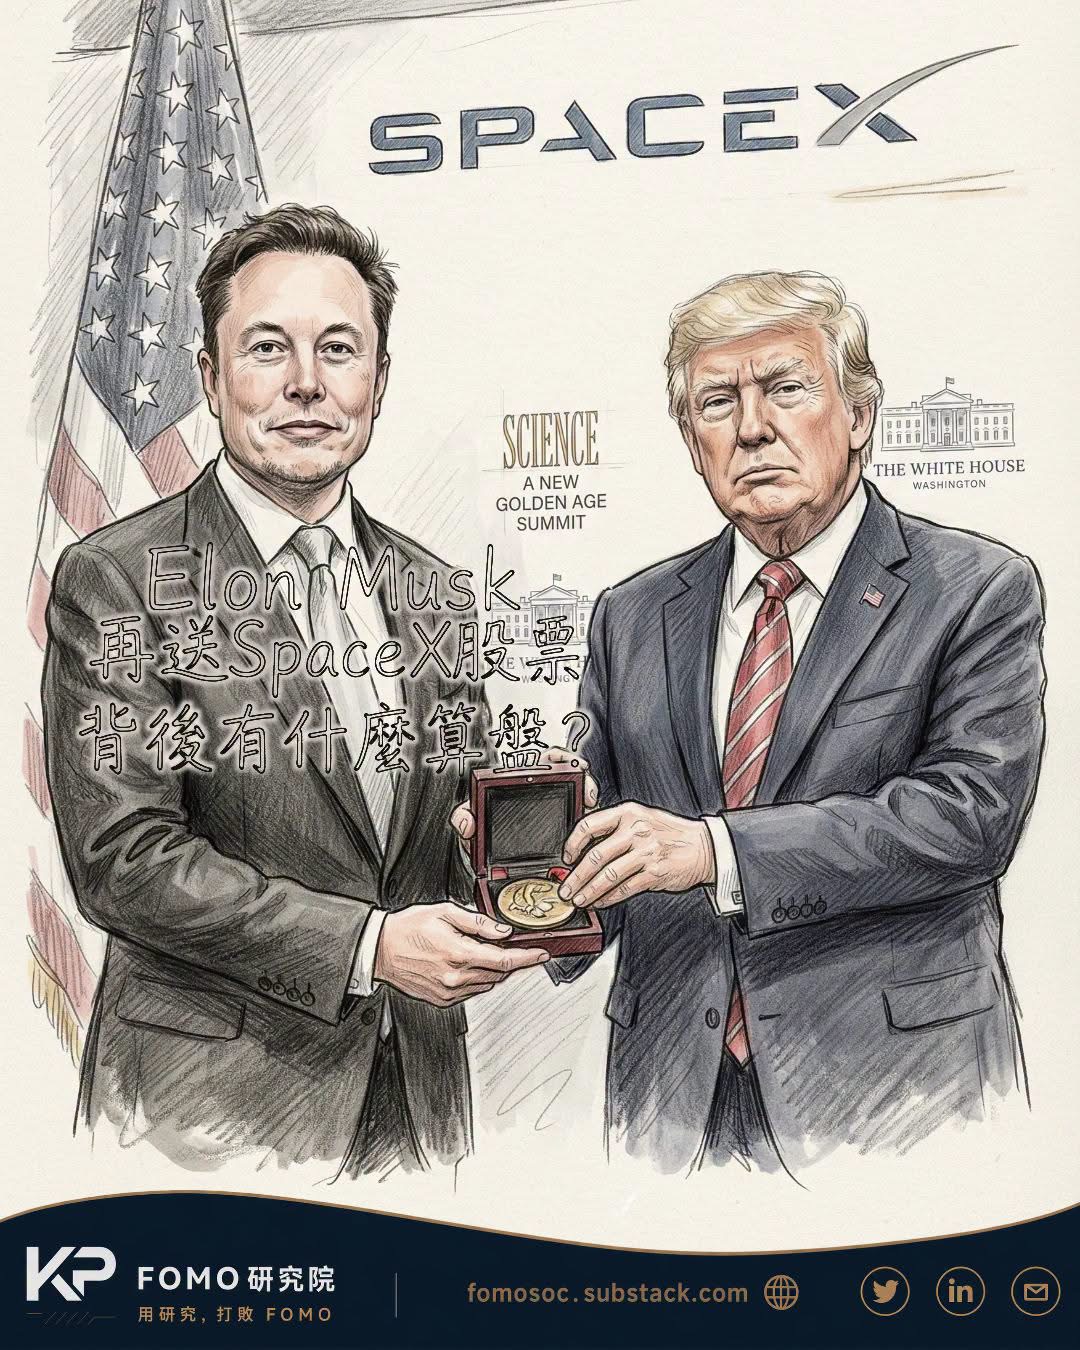 SPACEX
SCIENCE
A NEW
GOLDEN AGE
SUMMIT
THE WHITE HOUSE
WASHINGTON
Elon Musk
再送SpaceX股票
背後有什麼算盤？
KP
FOMO研究院
用研究，打敗 FOMO
fomosoc.substack.com
in